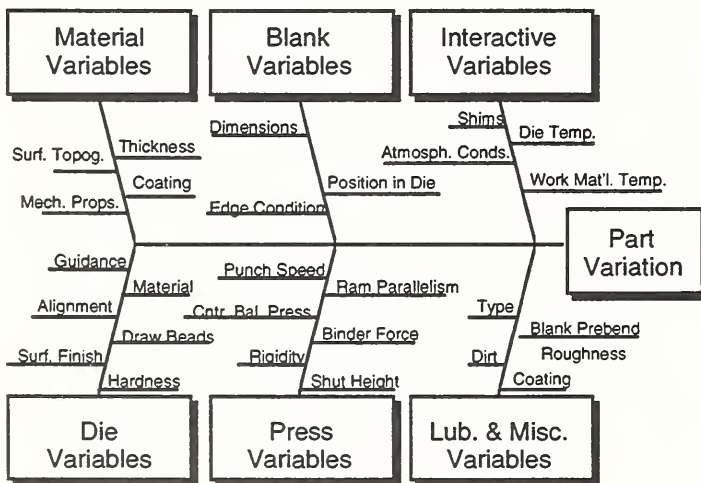 Material
Variables
Blank
Variables
Interactive
Variables
Surf. Topog.
Mech. Props.
Thickness
Coating
Dimensions
Edge Condition
Position in Die
Shims
Atmosph. Conds.
Die Temp.
Work Mat'l. Temp.
Part
Variation
Guidance
Alignment
Surf. Finish
Material
Draw Beads
Hardness
Punch Speed
Cntr. Bal. Press
Rigidity
Ram Parallelism
Binder Force
Shut Height
Type
Dirt
Blank Prebend
Roughness
Coating
Die
Variables
Press
Variables
Lub. & Misc.
Variables